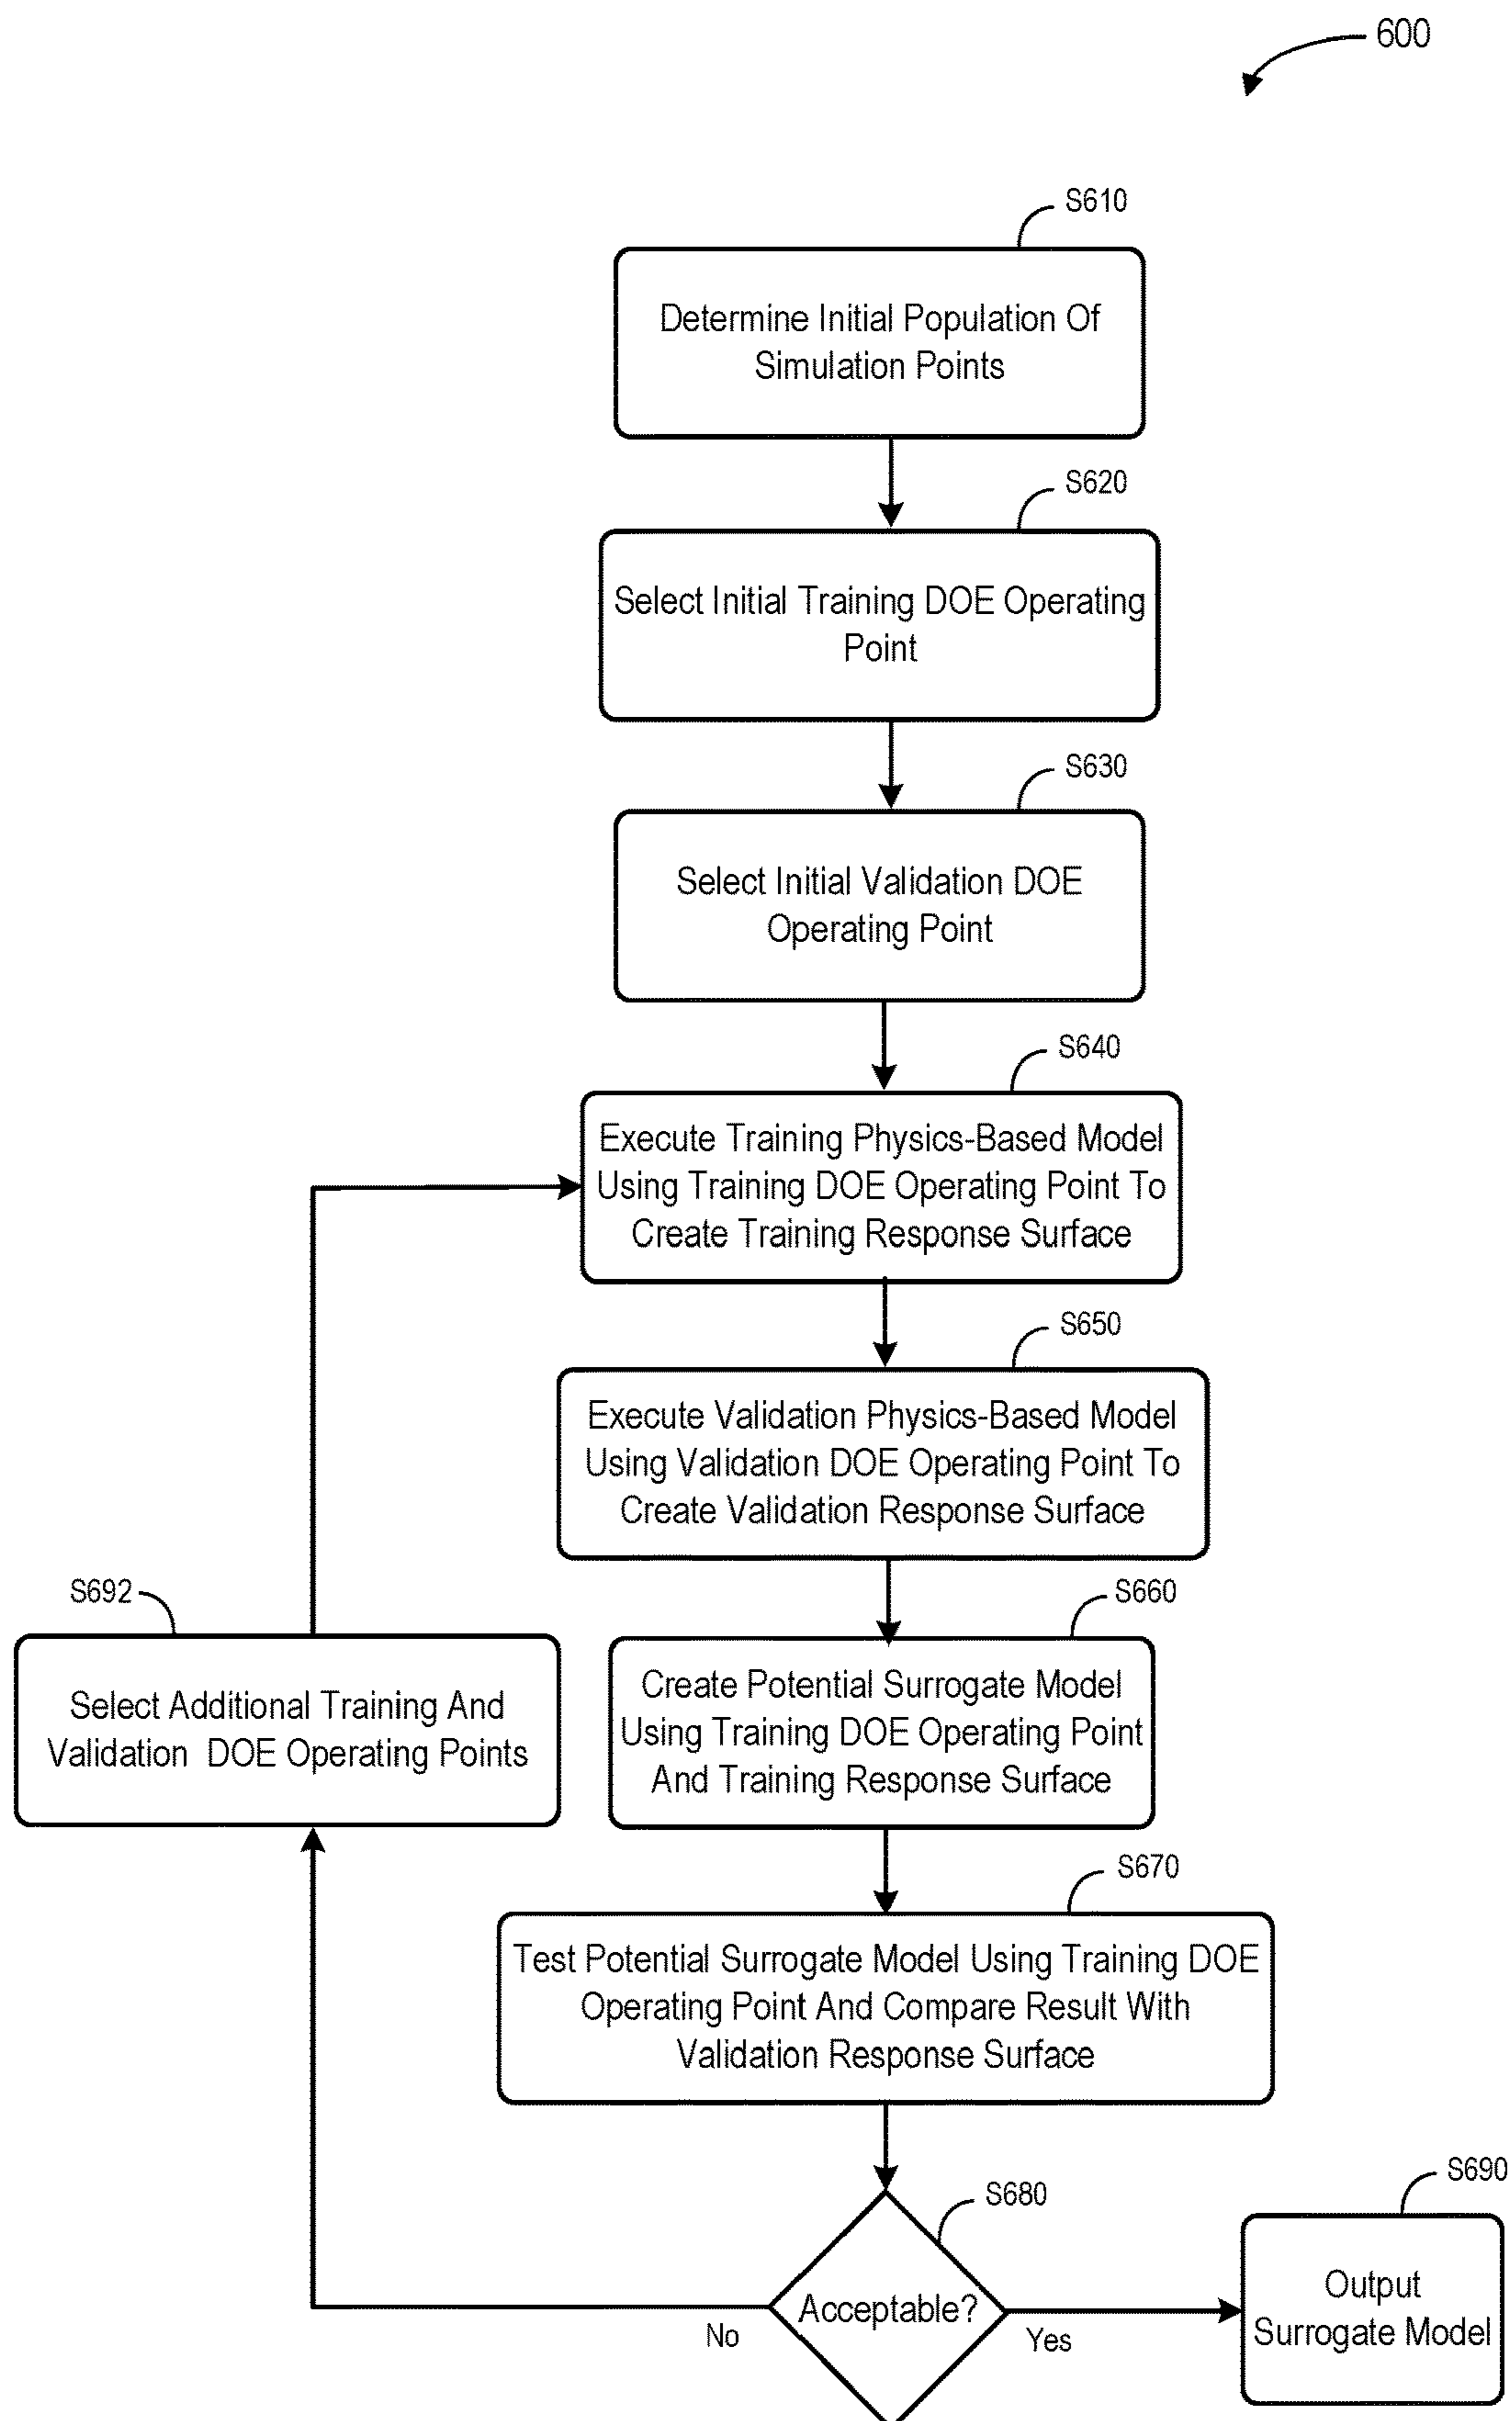 600
S610
Determine Initial Population Of
Simulation Points
S620
Select Initial Training DOE Operating
Point
S630
Select Initial Validation DOE
Operating Point
S640
Execute Training Physics-Based Model
Using Training DOE Operating Point To
Create Training Response Surface
S650
Execute Validation Physics-Based Model
Using Validation DOE Operating Point To
Create Validation Response Surface
S692
Select Additional Training And
Validation DOE Operating Points
S660
Create Potential Surrogate Model
Using Training DOE Operating Point
And Training Response Surface
S670
Test Potential Surrogate Model Using Training DOE
Operating Point And Compare Result With
Validation Response Surface
S680
Acceptable?
No
Yes
S690
Output
Surrogate Model